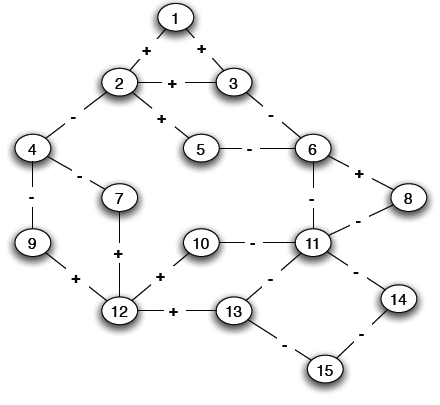 1
+ +
2 + 3
- + -
4 5 - 6
- - - + 8
7
9 + 10 - 11 -
+ + - -
12 + 13 14
- -
15